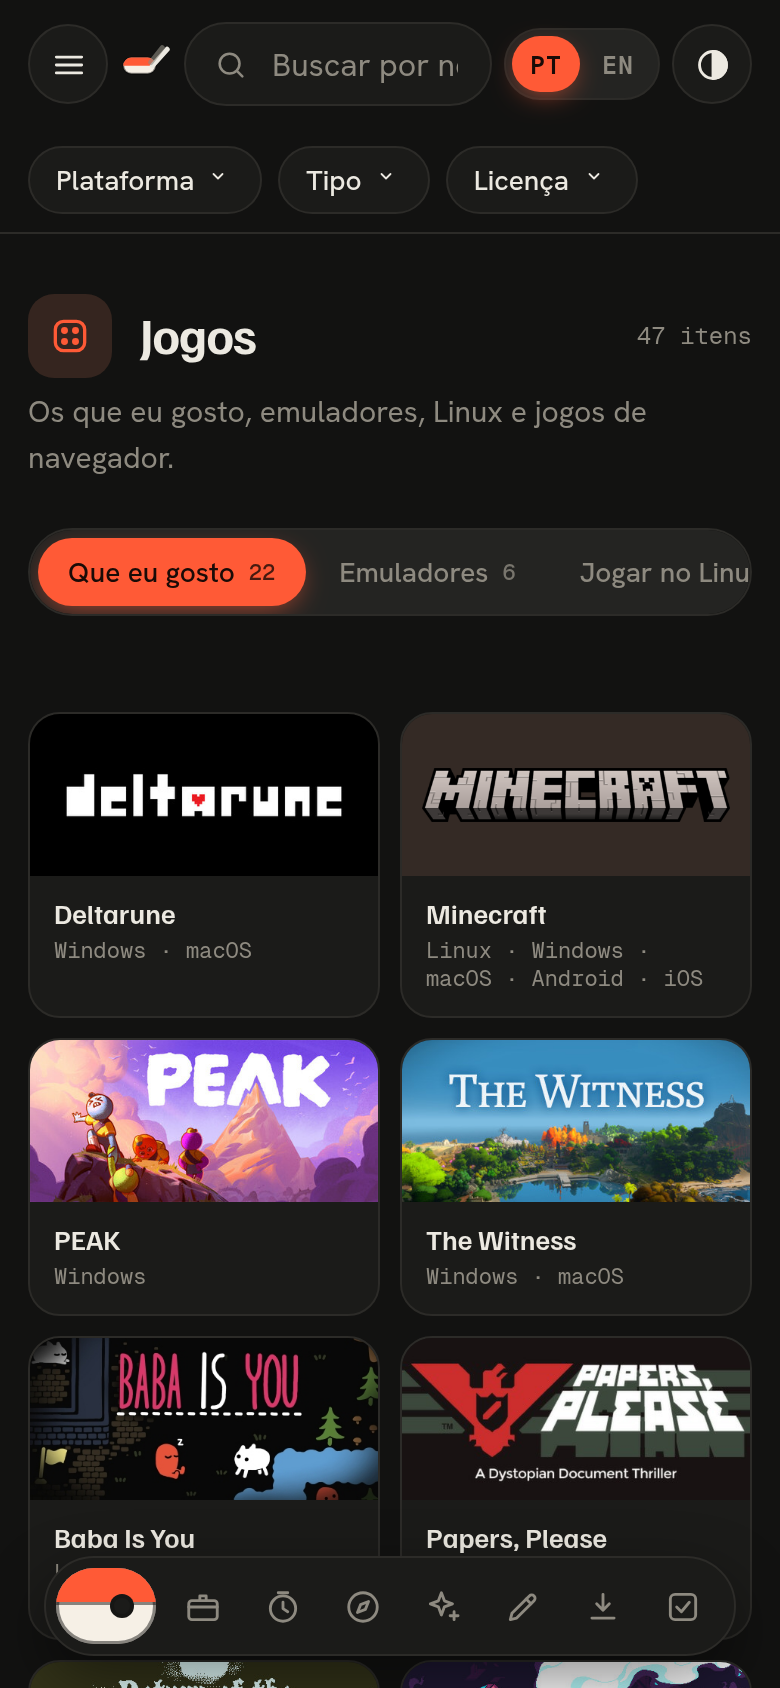 Buscar por n
PT EN
Plataforma Tipo Licença
Jogos
47 itens
Os que eu gosto, emuladores, Linux e jogos de
navegador.
Que eu gosto 22 Emuladores 6 Jogar no Linu
deltarune MINECRAFT
Deltarune
Windows · macOS
Minecraft
Linux · Windows ·
macOS · Android · iOS
PEAK THE WITNESS
PEAK
Windows
The Witness
Windows · macOS
BABA IS YOU
PAPERS,
PLEASE
TM
A Dystopian Document Thriller
Baba Is You
Papers, Please